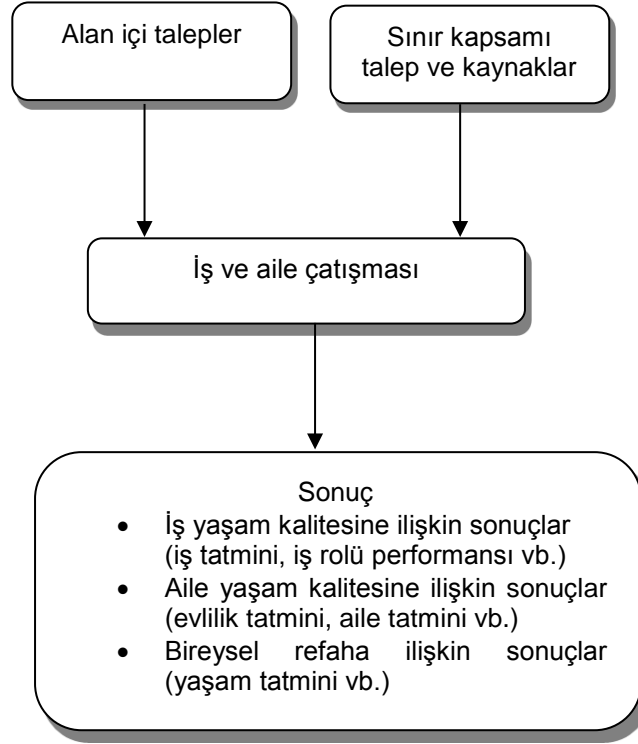 Alan içi talepler
Sınır kapsamı
talep ve kaynaklar
İş ve aile çatışması
Sonuç
• İş yaşam kalitesine ilişkin sonuçlar
(iş tatmini, iş rolü performansı vb.)
• Aile yaşam kalitesine ilişkin sonuçlar
(evlilik tatmini, aile tatmini vb.)
• Bireysel refaha ilişkin sonuçlar
(yaşam tatmini vb.)